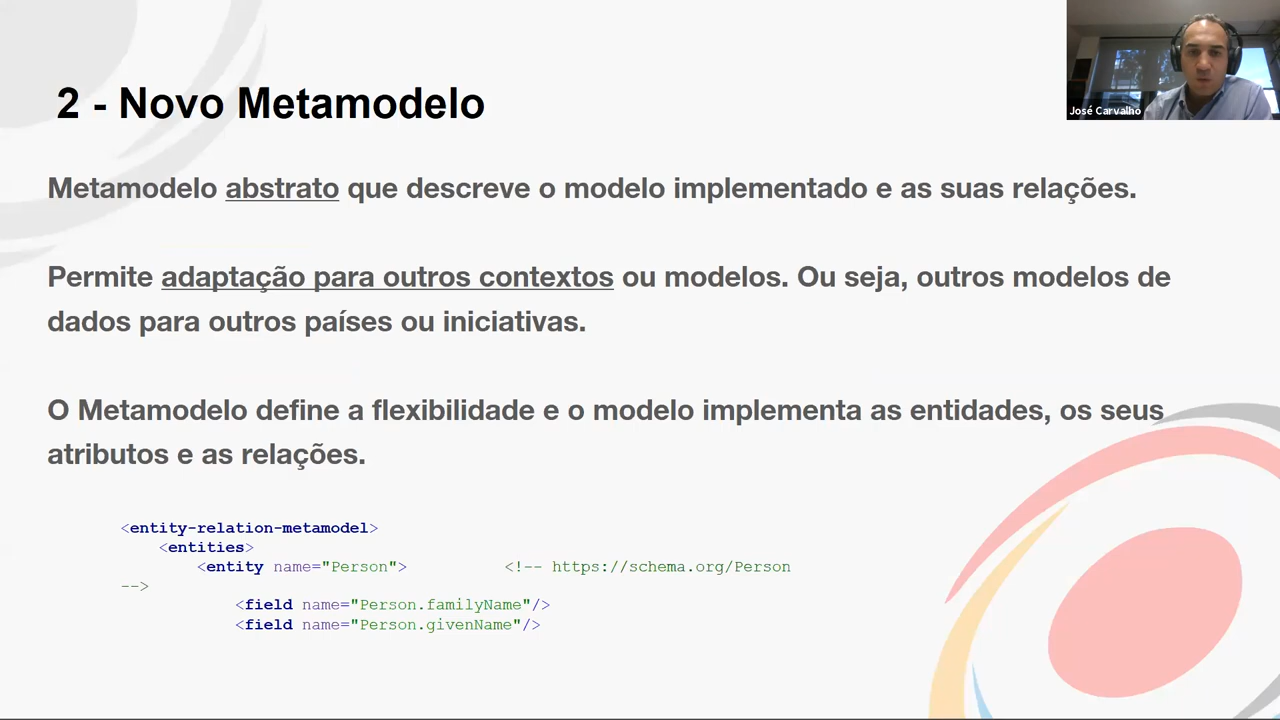 2 - Novo Metamodelo
José Carvalho
Metamodelo abstrato que descreve o modelo implementado e as suas relações.
Permite adaptação para outros contextos ou modelos. Ou seja, outros modelos de
dados para outros países ou iniciativas.
O Metamodelo define a flexibilidade e o modelo implementa as entidades, os seus
atributos e as relações.
<entity-relation-metamodel>
<entities>
<entity name="Person"> <!-- https://schema.org/Person
-->
<field name="Person.familyName"/>
<field name="Person.givenName"/>